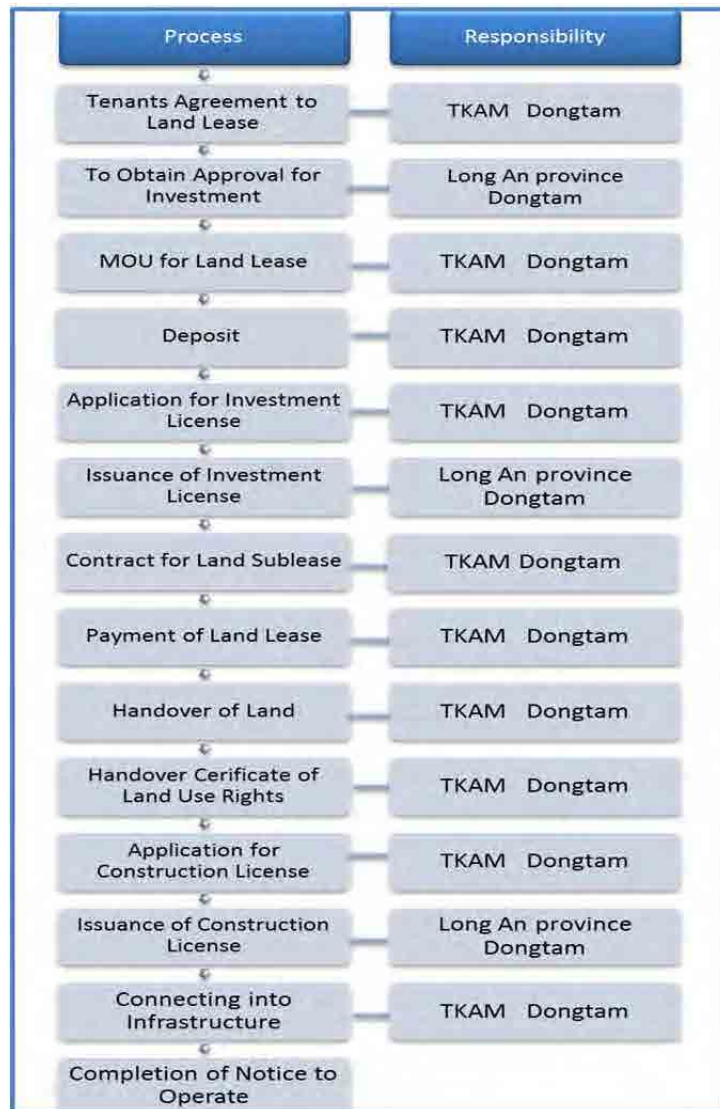 Process
Responsibility
Tenants Agreement to
Land Lease
TKAM Dongtam
To Obtain Approval for
Investment
Long An province
Dongtam
MOU for Land Lease
TKAM Dongtam
Deposit
TKAM Dongtam
Application for Investment
License
TKAM Dongtam
Issuance of Investment
License
Long An province
Dongtam
Contract for Land Sublease
TKAM Dongtam
Payment of Land Lease
TKAM Dongtam
Handover of Land
TKAM Dongtam
Handover Cerificate of
Land Use Rights
TKAM Dongtam
Application for
Construction License
TKAM Dongtam
Issuance of Construction
License
Long An province
Dongtam
Connecting into
Infrastructure
TKAM Dongtam
Completion of Notice to
Operate